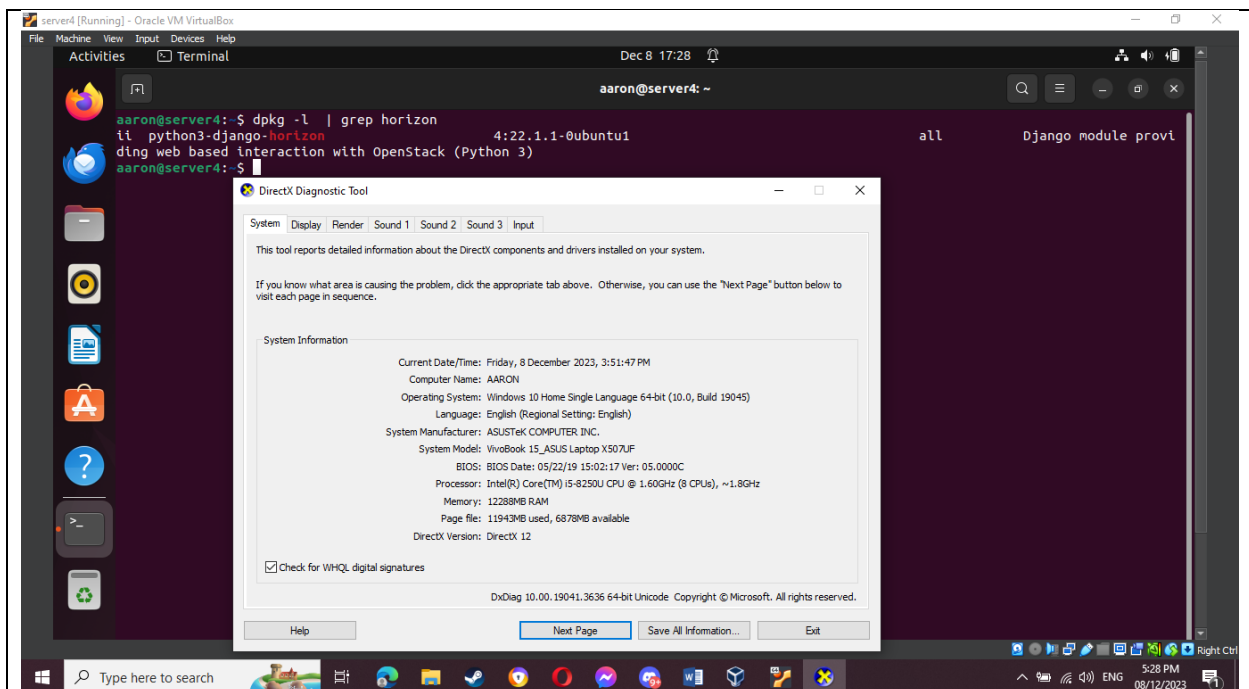 server4 [Running] - Oracle VM VirtualBox
File Machine View Input Devices Help
Activities Terminal Dec 8 17:28
aaron@server4: ~
aaron@server4:~$ dpkg -l | grep horizon
ii python3-django-horizon 4:22.1.1-0ubuntu1 all Django module provi
ding web based interaction with OpenStack (Python 3)
aaron@server4:~$
DirectX Diagnostic Tool
System Display Render Sound 1 Sound 2 Sound 3 Input
This tool reports detailed information about the DirectX components and drivers installed on your system.
If you know what area is causing the problem, click the appropriate tab above. Otherwise, you can use the "Next Page" button below to
visit each page in sequence.
System Information
Current Date/Time: Friday, 8 December 2023, 3:51:47 PM
Computer Name: AARON
Operating System: Windows 10 Home Single Language 64-bit (10.0, Build 19045)
Language: English (Regional Setting: English)
System Manufacturer: ASUSTeK COMPUTER INC.
System Model: VivoBook 15_ASUS Laptop X507UF
BIOS: BIOS Date: 05/22/19 15:02:17 Ver: 05.0000C
Processor: Intel(R) Core(TM) i5-8250U CPU @ 1.60GHz (8 CPUs), ~1.8GHz
Memory: 12288MB RAM
Page file: 11943MB used, 6878MB available
DirectX Version: DirectX 12
Check for WHQL digital signatures
DxDiag 10.00.19041.3636 64-bit Unicode Copyright © Microsoft. All rights reserved.
Help Next Page Save All Information... Exit
Right Ctrl
Type here to search
ENG
5:28 PM
08/12/2023